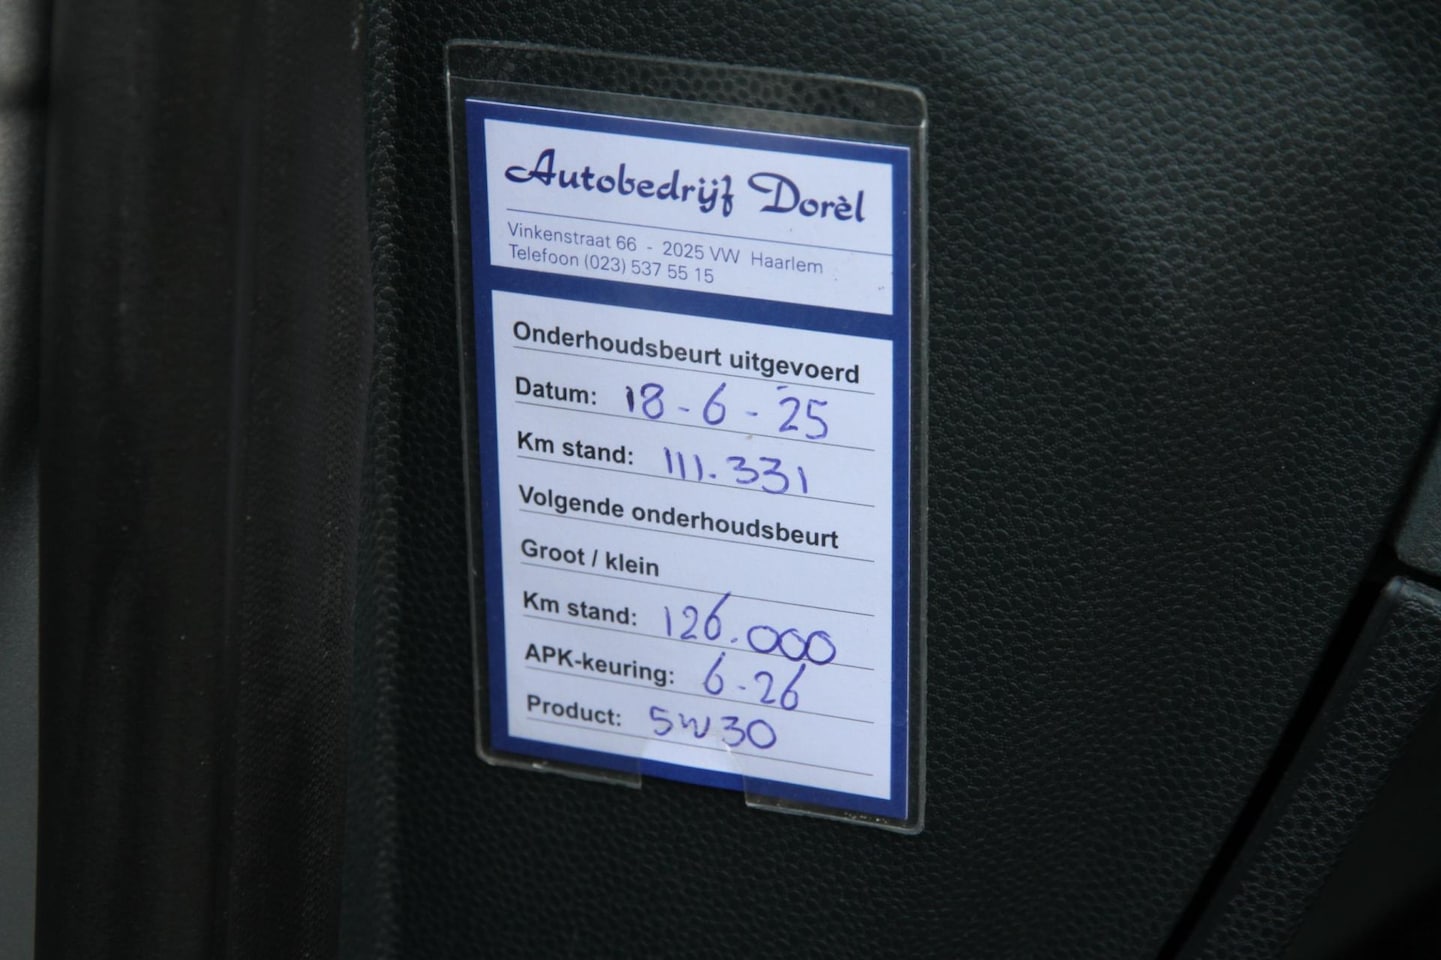 Autobedrijf Dorèl
Vinkenstraat 66 - 2025 VW Haarlem
Telefoon (023) 537 55 15
Onderhoudsbeurt uitgevoerd
Datum: 18-6-25
Km stand: 111.331
Volgende onderhoudsbeurt
Groot / klein
Km stand: 126.000
APK-keuring: 6-26
Product: 5W30